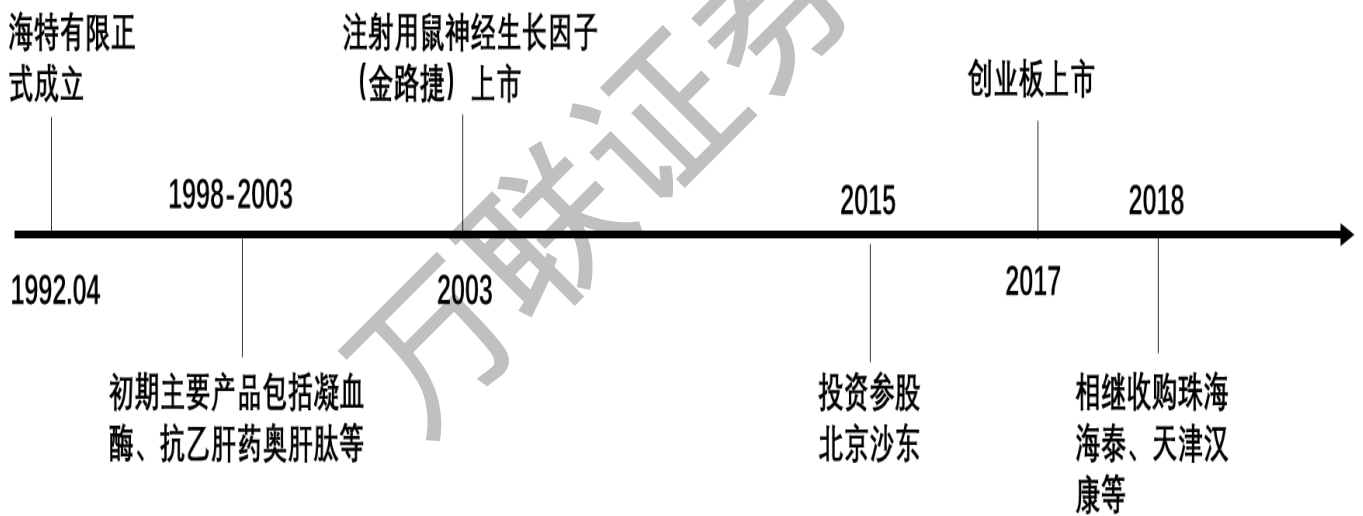 海特有限正
式成立
1992.04
1998-2003
初期主要产品包括凝血
酶、抗乙肝药奥肝肽等
注射用鼠神经生长因子
（金路捷）上市
2003
2015
投资参股
北京沙东
创业板上市
2017
2018
相继收购珠海
海泰、天津汉
康等
万联证券